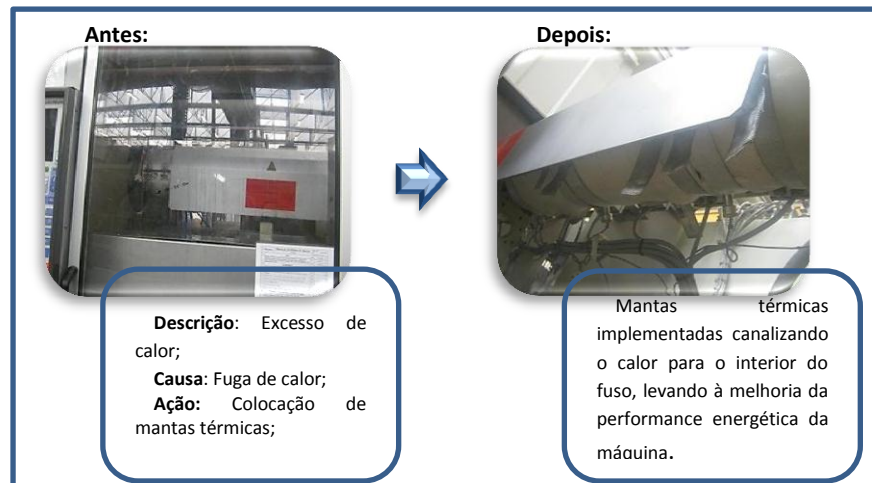 Antes:
Depois:
Descrição: Excesso de
calor;
Causa: Fuga de calor;
Ação: Colocação de
mantas térmicas;
Mantas térmicas
implementadas canalizando
o calor para o interior do
fuso, levando à melhoria da
performance energética da
máquina.